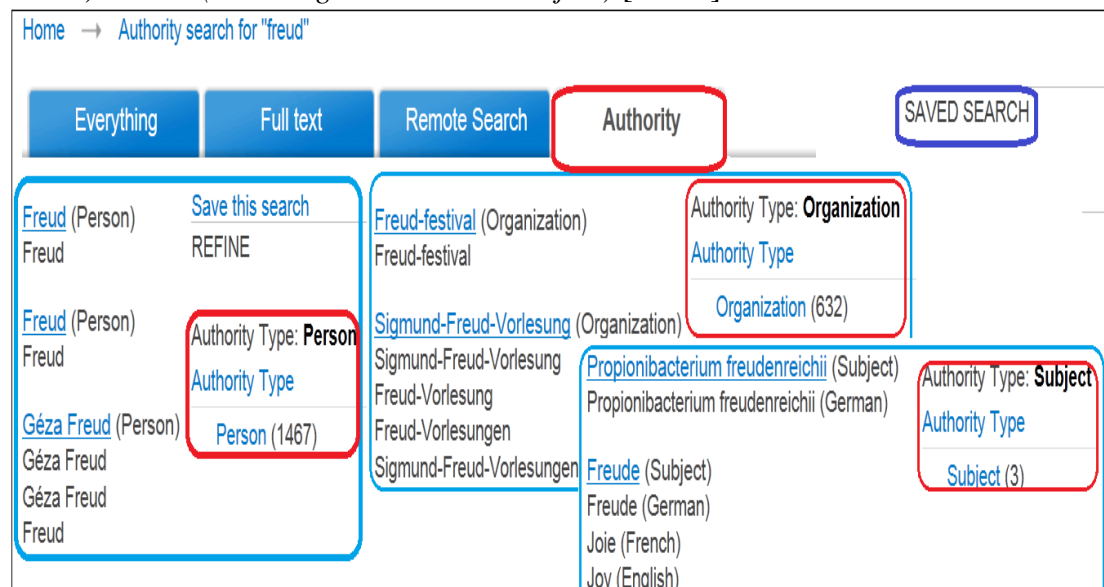 Home → Authority search for "freud"
Everything
Full text
Remote Search
Authority
SAVED SEARCH
Freud (Person)
Freud
Freud (Person)
Freud
Géza Freud (Person)
Géza Freud
Géza Freud
Freud
Save this search
REFINE
Authority Type: Person
Authority Type
Person (1467)
Freud-festival (Organization)
Freud-festival
Sigmund-Freud-Vorlesung (Organization)
Sigmund-Freud-Vorlesung
Freud-Vorlesung
Freud-Vorlesungen
Sigmund-Freud-Vorlesungen
Authority Type: Organization
Authority Type
Organization (632)
Propionibacterium freudenreichii (Subject)
Propionibacterium freudenreichii (German)
Freude (Subject)
Freude (German)
Joie (French)
Joy (English)
Authority Type: Subject
Authority Type
Subject (3)